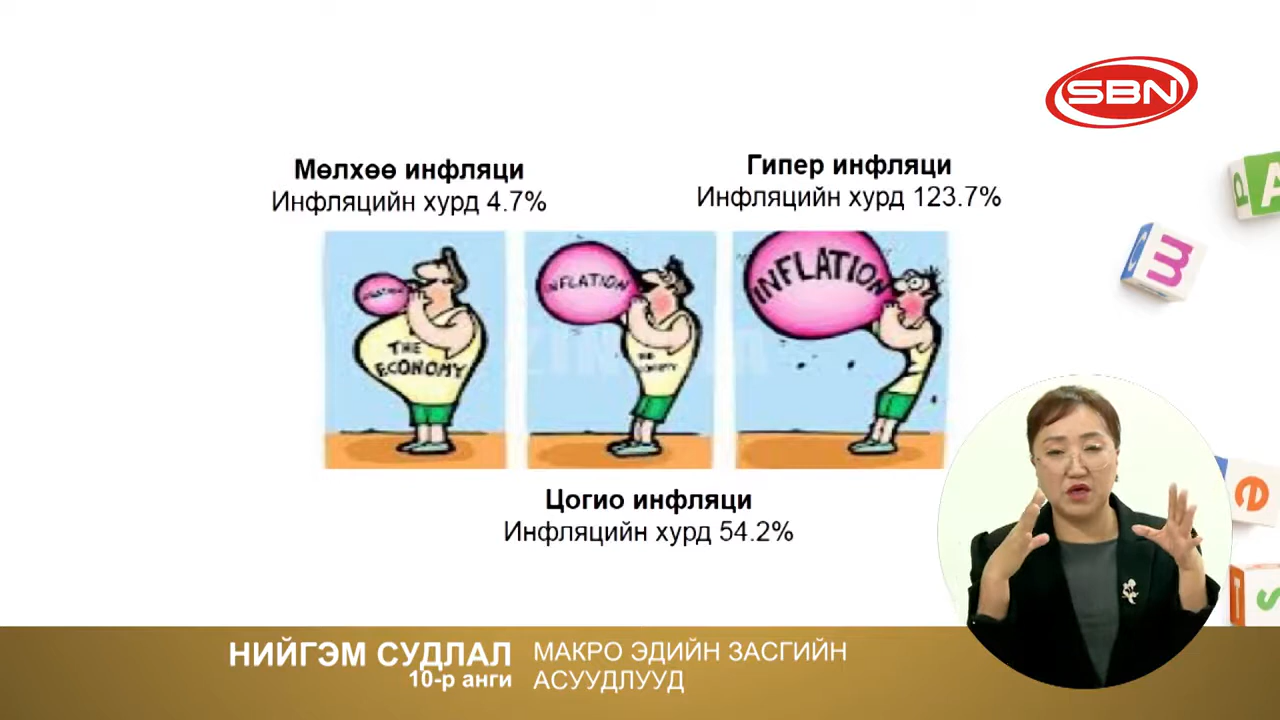 SBN
Мөлхөө инфляци
Инфляцийн хурд 4.7%
Гипер инфляци
Инфляцийн хурд 123.7%
THE
ECONOMY
INFLATION
INFLATION
Цогио инфляци
Инфляцийн хурд 54.2%
НИЙГЭМ СУДЛАЛ
10-р анги
МАКРО ЭДИЙН ЗАСГИЙН
АСУУДЛУУД